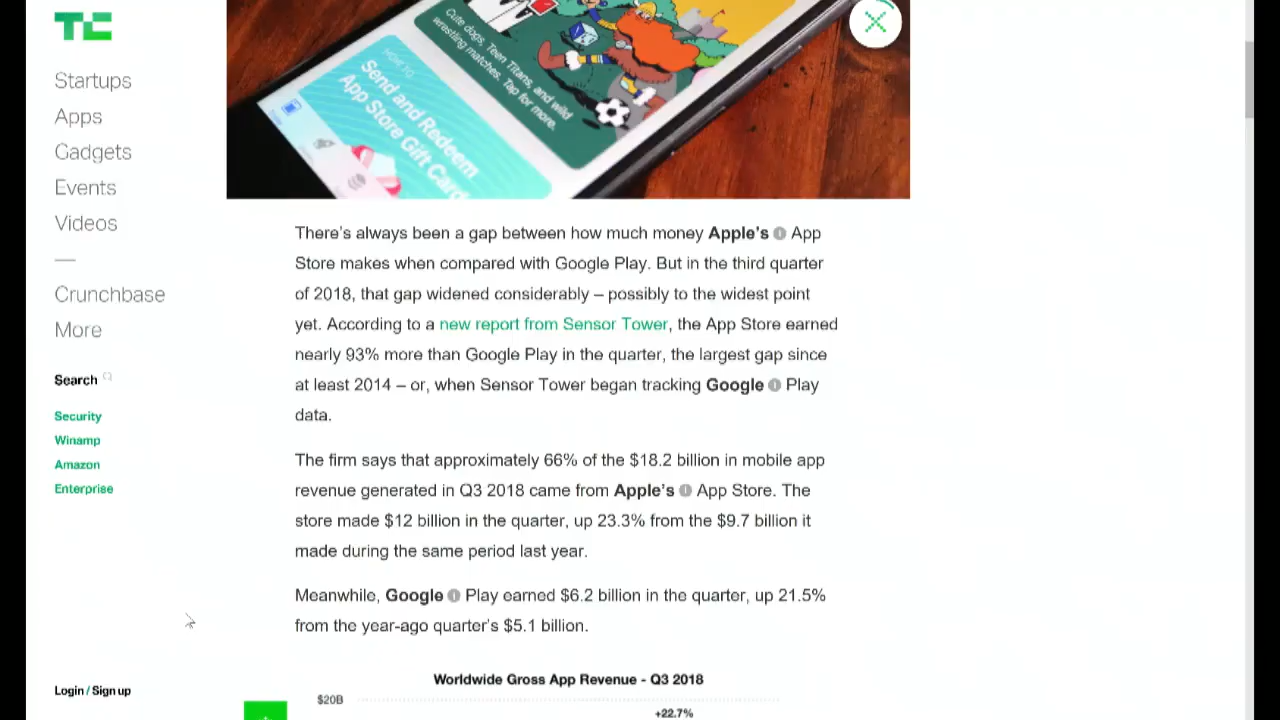 TC
Startups
Apps
Gadgets
Events
Videos
Crunchbase
More
Search
Security
Winamp
Amazon
Enterprise
Login / Sign up
Cute dogs, Teen Titans, and wild
wrestling matches. Tap for more.
HOW TO
Send and Redeem
App Store Gift Card
There's always been a gap between how much money Apple's App
Store makes when compared with Google Play. But in the third quarter
of 2018, that gap widened considerably – possibly to the widest point
yet. According to a new report from Sensor Tower, the App Store earned
nearly 93% more than Google Play in the quarter, the largest gap since
at least 2014 – or, when Sensor Tower began tracking Google Play
data.
The firm says that approximately 66% of the $18.2 billion in mobile app
revenue generated in Q3 2018 came from Apple's App Store. The
store made $12 billion in the quarter, up 23.3% from the $9.7 billion it
made during the same period last year.
Meanwhile, Google Play earned $6.2 billion in the quarter, up 21.5%
from the year-ago quarter's $5.1 billion.
Worldwide Gross App Revenue - Q3 2018
$20B
+22.7%